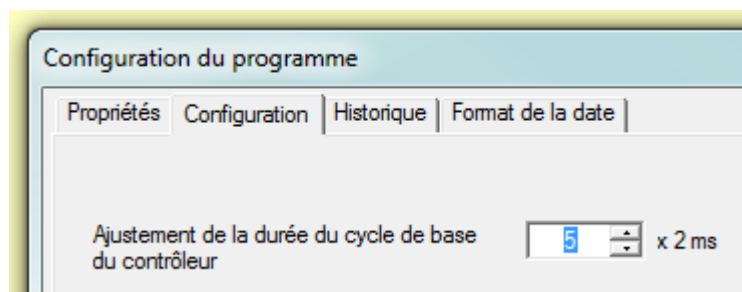 Configuration du programme
Propriétés Configuration Historique Format de la date
Ajustement de la durée du cycle de base 5 x 2 ms
du contrôleur